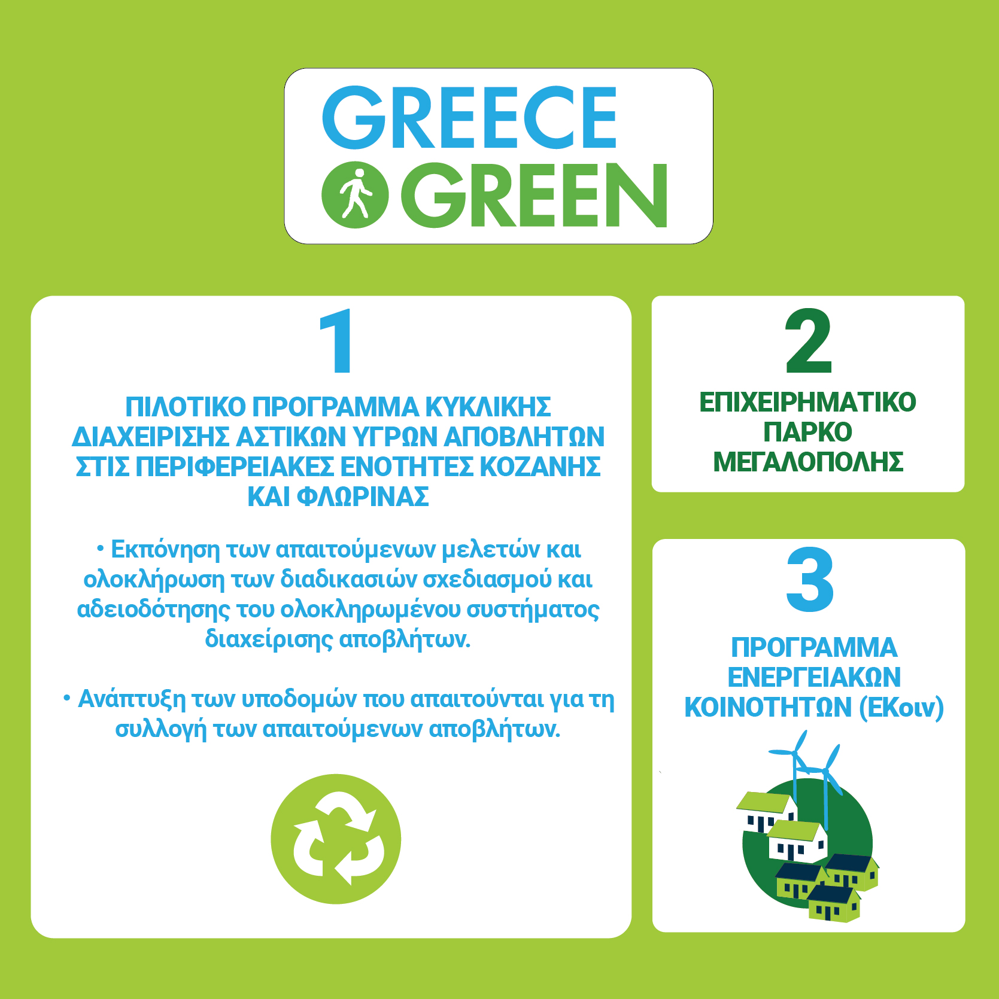 GREECE
GREEN
1
ΠΙΛΟΤΙΚΟ ΠΡΟΓΡΑΜΜΑ ΚΥΚΛΙΚΗΣ
ΔΙΑΧΕΙΡΙΣΗΣ ΑΣΤΙΚΩΝ ΥΓΡΩΝ ΑΠΟΒΛΗΤΩΝ
ΣΤΙΣ ΠΕΡΙΦΕΡΕΙΑΚΕΣ ΕΝΟΤΗΤΕΣ ΚΟΖΑΝΗΣ
ΚΑΙ ΦΛΩΡΙΝΑΣ
• Εκπόνηση των απαιτούμενων μελετών και
ολοκλήρωση των διαδικασιών σχεδιασμού και
αδειοδότησης του ολοκληρωμένου συστήματος
διαχείρισης αποβλήτων.
• Ανάπτυξη των υποδομών που απαιτούνται για τη
συλλογή των απαιτούμενων αποβλήτων.
2
ΕΠΙΧΕΙΡΗΜΑΤΙΚΟ
ΠΑΡΚΟ
ΜΕΓΑΛΟΠΟΛΗΣ
3
ΠΡΟΓΡΑΜΜΑ
ΕΝΕΡΓΕΙΑΚΩΝ
ΚΟΙΝΟΤΗΤΩΝ (ΕΚοιν)